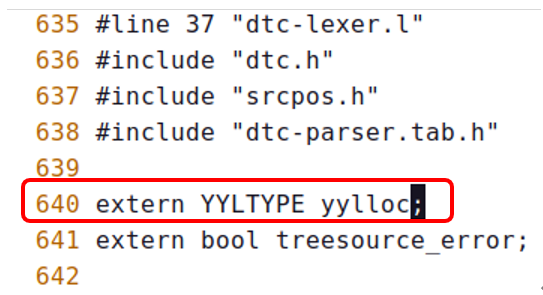 635 #line 37 "dtc-lexer.l"
636 #include "dtc.h"
637 #include "srcpos.h"
638 #include "dtc-parser.tab.h"
639
640 extern YYLTYPE yylloc;
641 extern bool treesource_error;
642